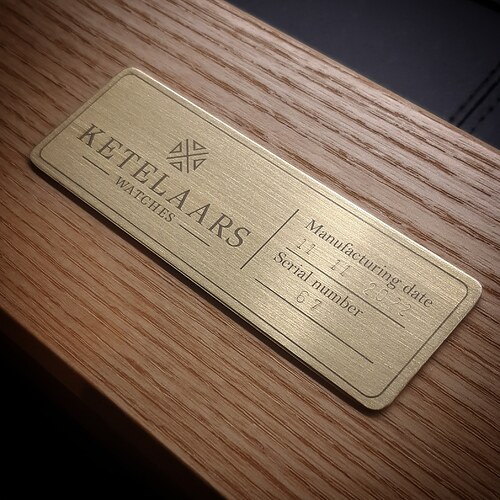 KETELAARS
WATCHES
Manufacturing date
11 11
Serial number
67